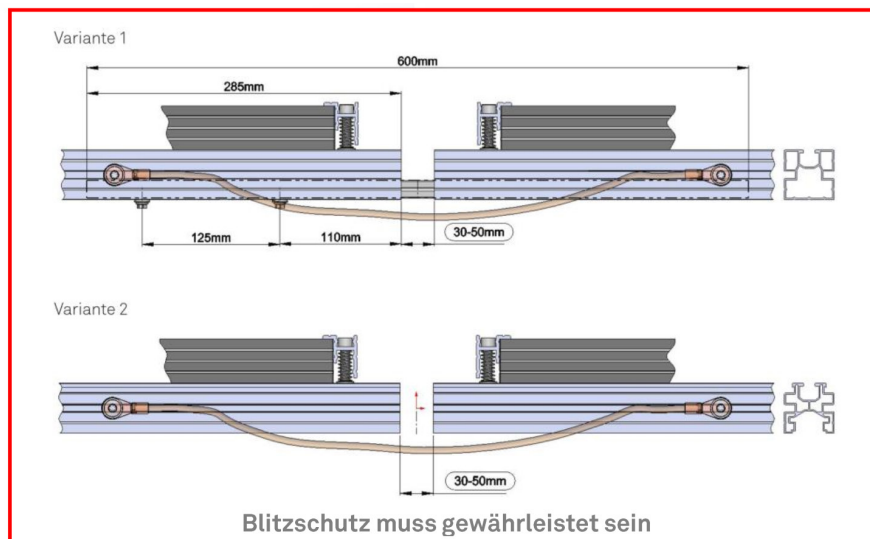 Variante 1
600mm
285mm
125mm
110mm
30-50mm
Variante 2
30-50mm
Blitzschutz muss gewährleistet sein